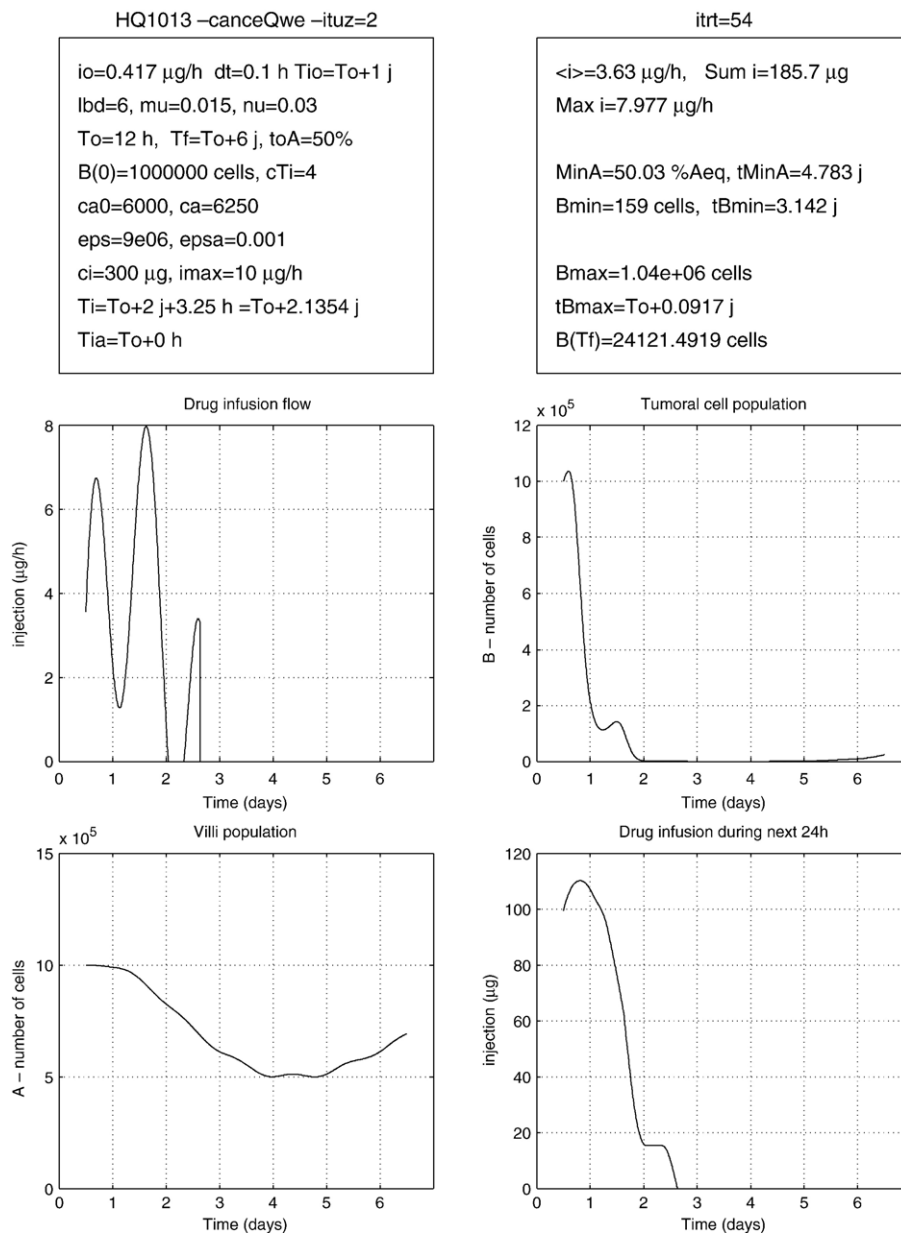 HQ1013 –canceQwe –ituz=2
io=0.417 µg/h dt=0.1 h Tio=To+1 j
lbd=6, mu=0.015, nu=0.03
To=12 h, Tf=To+6 j, toA=50%
B(0)=1000000 cells, cTi=4
ca0=6000, ca=6250
eps=9e06, epsa=0.001
ci=300 µg, imax=10 µg/h
Ti=To+2 j+3.25 h =To+2.1354 j
Tia=To+0 h
itrt=54
<i>=3.63 µg/h, Sum i=185.7 µg
Max i=7.977 µg/h
MinA=50.03 %Aeq, tMinA=4.783 j
Bmin=159 cells, tBmin=3.142 j
Bmax=1.04e+06 cells
tBmax=To+0.0917 j
B(Tf)=24121.4919 cells
Drug infusion flow
injection (µg/h)
8
6
4
2
0
0 1 2 3 4 5 6
Time (days)
Tumoral cell population
x 10^5
B – number of cells
12
10
8
6
4
2
0
0 1 2 3 4 5 6
Time (days)
Villi population
x 10^5
A – number of cells
15
10
5
0
0 1 2 3 4 5 6
Time (days)
Drug infusion during next 24h
injection (µg)
120
100
80
60
40
20
0
0 1 2 3 4 5 6
Time (days)